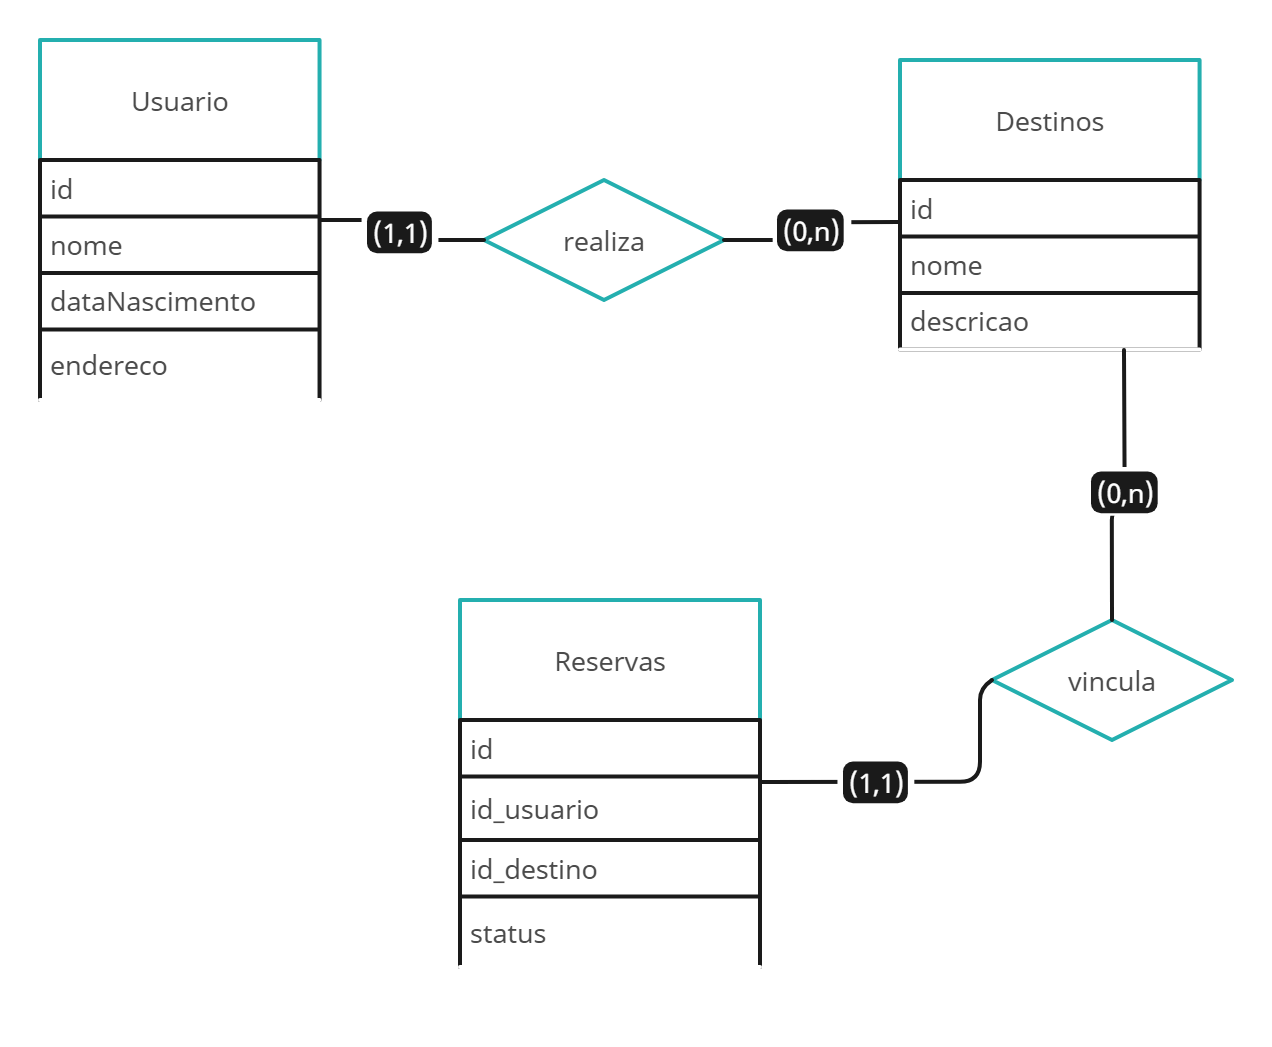 Usuario
id
nome
dataNascimento
endereco
(1,1)
realiza
(0,n)
Destinos
id
nome
descricao
(0,n)
vincula
(1,1)
Reservas
id
id_usuario
id_destino
status